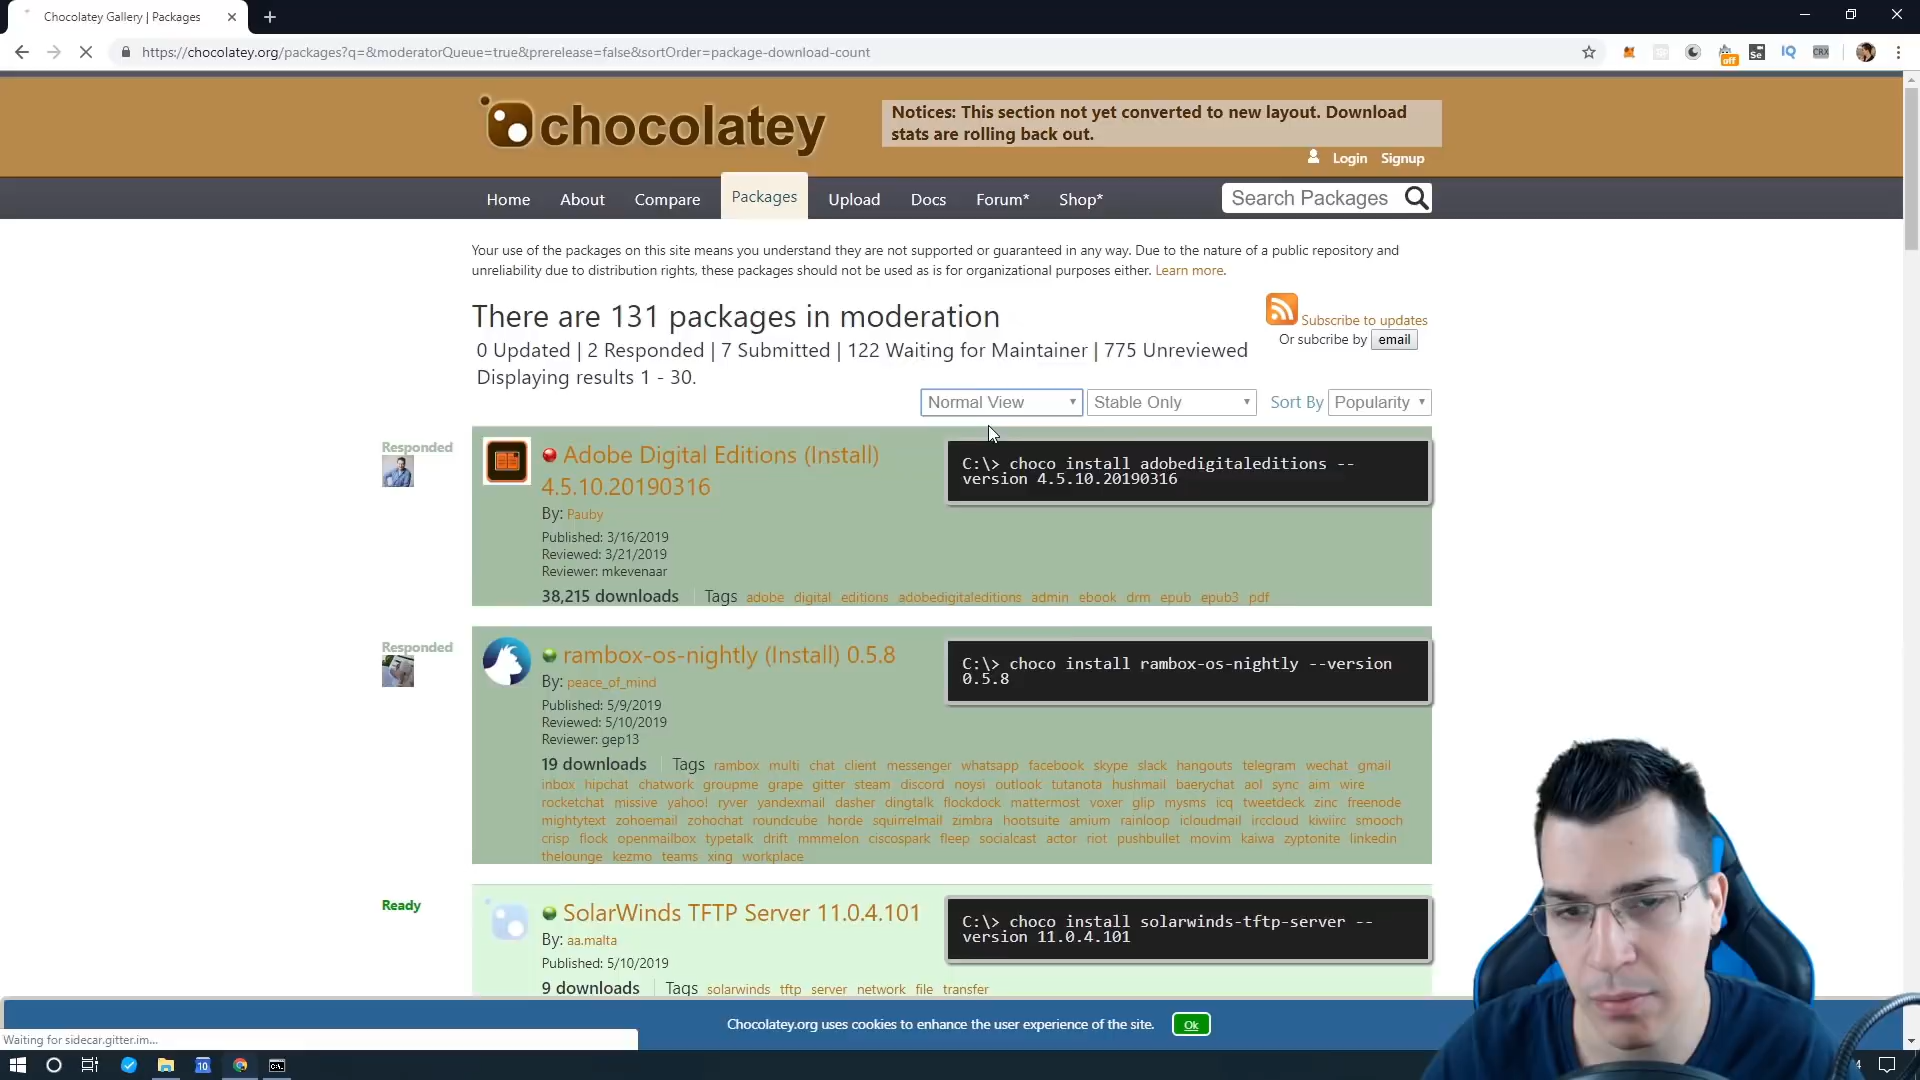 Chocolatey Gallery | Packages
https://chocolatey.org/packages?q=&moderatorQueue=true&prerelease=false&sortOrder=package-download-count
off
Se
IQ
CRX
chocolatey
Notices: This section not yet converted to new layout. Download
stats are rolling back out.
Login Signup
Home About Compare Packages Upload Docs Forum* Shop*
Search Packages
Your use of the packages on this site means you understand they are not supported or guaranteed in any way. Due to the nature of a public repository and
unreliability due to distribution rights, these packages should not be used as is for organizational purposes either. Learn more.
There are 131 packages in moderation
Subscribe to updates
Or subcribe by email
0 Updated | 2 Responded | 7 Submitted | 122 Waiting for Maintainer | 775 Unreviewed
Displaying results 1 - 30.
Normal View Stable Only Sort By Popularity
Responded
Adobe Digital Editions (Install)
4.5.10.20190316
C:\> choco install adobedigitaleditions --
version 4.5.10.20190316
By: Pauby
Published: 3/16/2019
Reviewed: 3/21/2019
Reviewer: mkevenaar
38,215 downloads Tags adobe digital editions adobedigitaleditions admin ebook drm epub epub3 pdf
Responded
rambox-os-nightly (Install) 0.5.8
C:\> choco install rambox-os-nightly --version
0.5.8
By: peace_of_mind
Published: 5/9/2019
Reviewed: 5/10/2019
Reviewer: gep13
19 downloads Tags rambox multi chat client messenger whatsapp facebook skype slack hangouts telegram wechat gmail
inbox hipchat chatwork groupme grape gitter steam discord noysi outlook tutanota hushmail baerychat aol sync aim wire
rocketchat missive yahoo! ryver yandexmail dasher dingtalk flockdock mattermost voxer glip mysms icq tweetdeck zinc freenode
mightytext zohoemail zohochat roundcube horde squirrelmail zimbra hootsuite amium rainloop icloudmail irccloud kiwiirc smooch
crisp flock openmailbox typetalk drift mmmelon ciscospark fleep socialcast actor riot pushbullet movim kaiwa zyptonite linkedin
thelounge kezmo teams xing workplace
Ready
SolarWinds TFTP Server 11.0.4.101
C:\> choco install solarwinds-tftp-server --
version 11.0.4.101
By: aa.malta
Published: 5/10/2019
9 downloads Tags solarwinds tftp server network file transfer
Chocolatey.org uses cookies to enhance the user experience of the site. Ok
Waiting for sidecar.gitter.im...
10
4